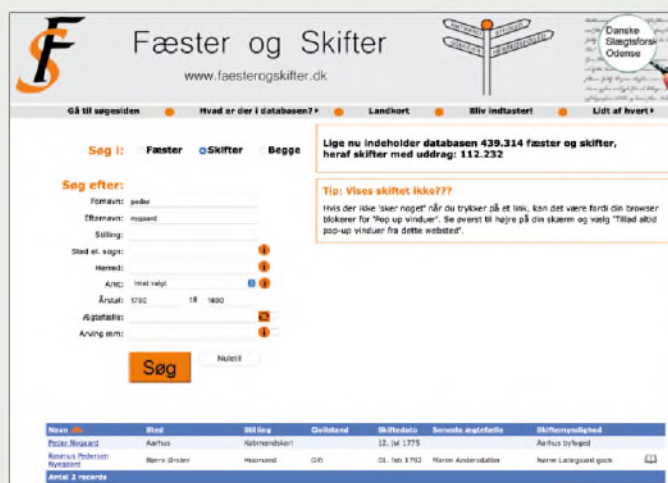 Fæster og Skifter
www.faesterogskifter.dk
Danske
Slægtsforsk
Odense
Gå til søgesiden
Hvad er der i databasen?
Landkort
Bliv indtaster!
Lidt af hvert
Søg i: Fæster Skifter Begge
Lige nu indeholder databasen 439.314 fæster og skifter,
heraf skifter med uddrag: 112.232
Søg efter:
Fornavn: peder
Efternavn: nygaard
Stilling:
Sted el. sogn:
Herred:
Amt: Intet valgt
Årstal: 1700 til 1800
Ægtefælle:
Arving mm:
Søg
Nulstil
Tip: Vises skiftet ikke???
Hvis der ikke 'sker noget' når du trykker på et link, kan det være fordi din browser
blokerer for 'Pop up vinduer'. Se øverst til højre på din skærm og vælg 'Tillad altid
pop-up vinduer fra dette websted'.
Navn Sted Stilling Civilstand Skiftedato Seneste ægtefælle Skiftemyndighed
Peder Nygaard Aarhus Købmandskarl 12. jul 1775 Aarhus byfoged
Rasmus Pedersen Nørre Ørslev Husmand Gift 01. feb 1792 Maren Andersdatter Nørre Ladegaard gods
Nyegaard
Antal 2 records